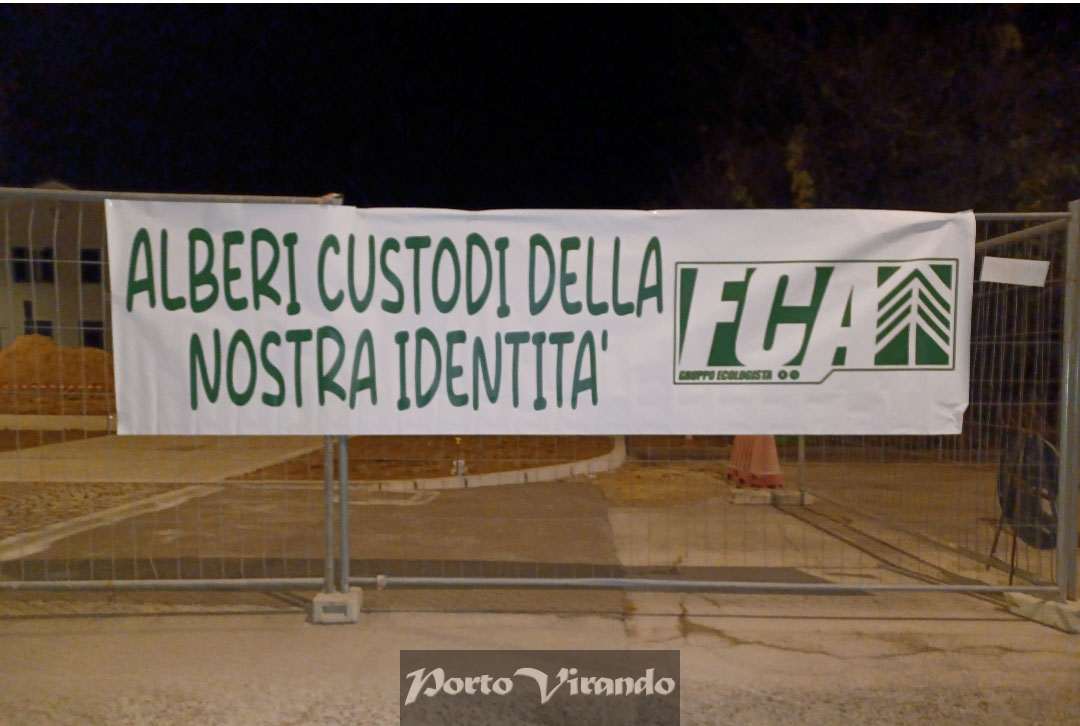 ALBERI CUSTODI DELLA
NOSTRA IDENTITA'
FCA
GRUPPO ECOLOGISTA
Porto Virando